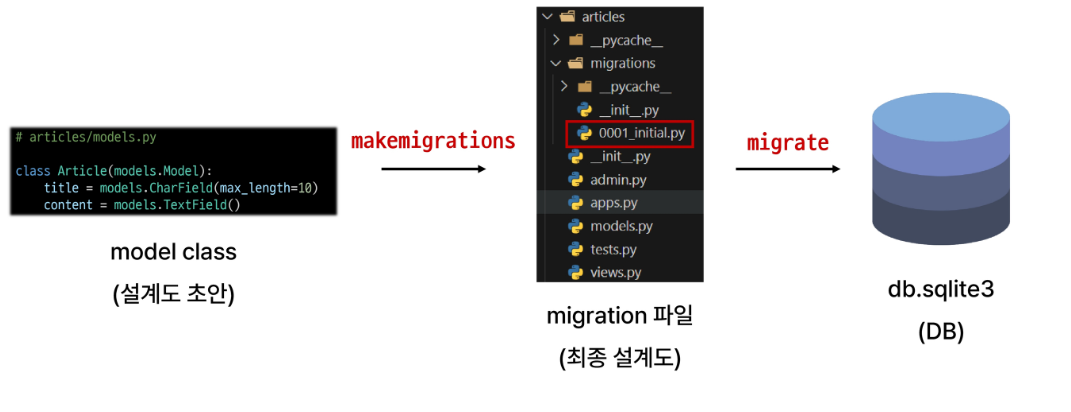 # articles/models.py
class Article(models.Model):
title = models.CharField(max_length=10)
content = models.TextField()
model class
(설계도 초안)
makemigrations
articles
__pycache__
migrations
__pycache__
__init__.py
0001_initial.py
__init__.py
admin.py
apps.py
models.py
tests.py
views.py
migration 파일
(최종 설계도)
migrate
db.sqlite3
(DB)